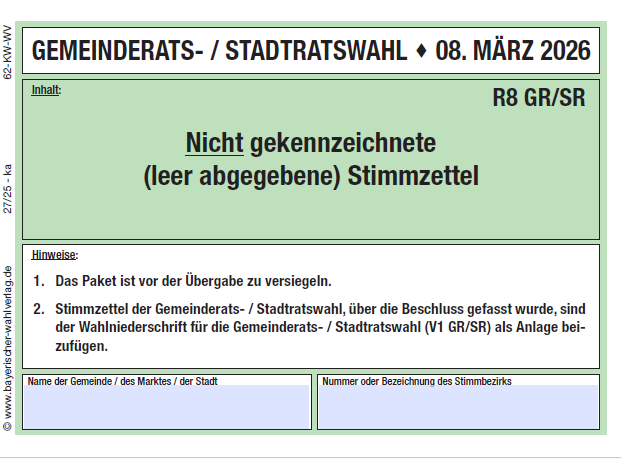 GEMEINDERATS- / STADTRATSWAHL ♦ 08. MÄRZ 2026
Inhalt:
R8 GR/SR
Nicht gekennzeichnete
(leer abgegebene) Stimmzettel
Hinweise:
1. Das Paket ist vor der Übergabe zu versiegeln.
2. Stimmzettel der Gemeinderats- / Stadtratswahl, über die Beschluss gefasst wurde, sind
der Wahlniederschrift für die Gemeinderats- / Stadtratswahl (V1 GR/SR) als Anlage bei-
zufügen.
Name der Gemeinde / des Marktes / der Stadt
Nummer oder Bezeichnung des Stimmbezirks
© www.bayerischer-wahlverlag.de
27/25 - ka
62-KW-WV